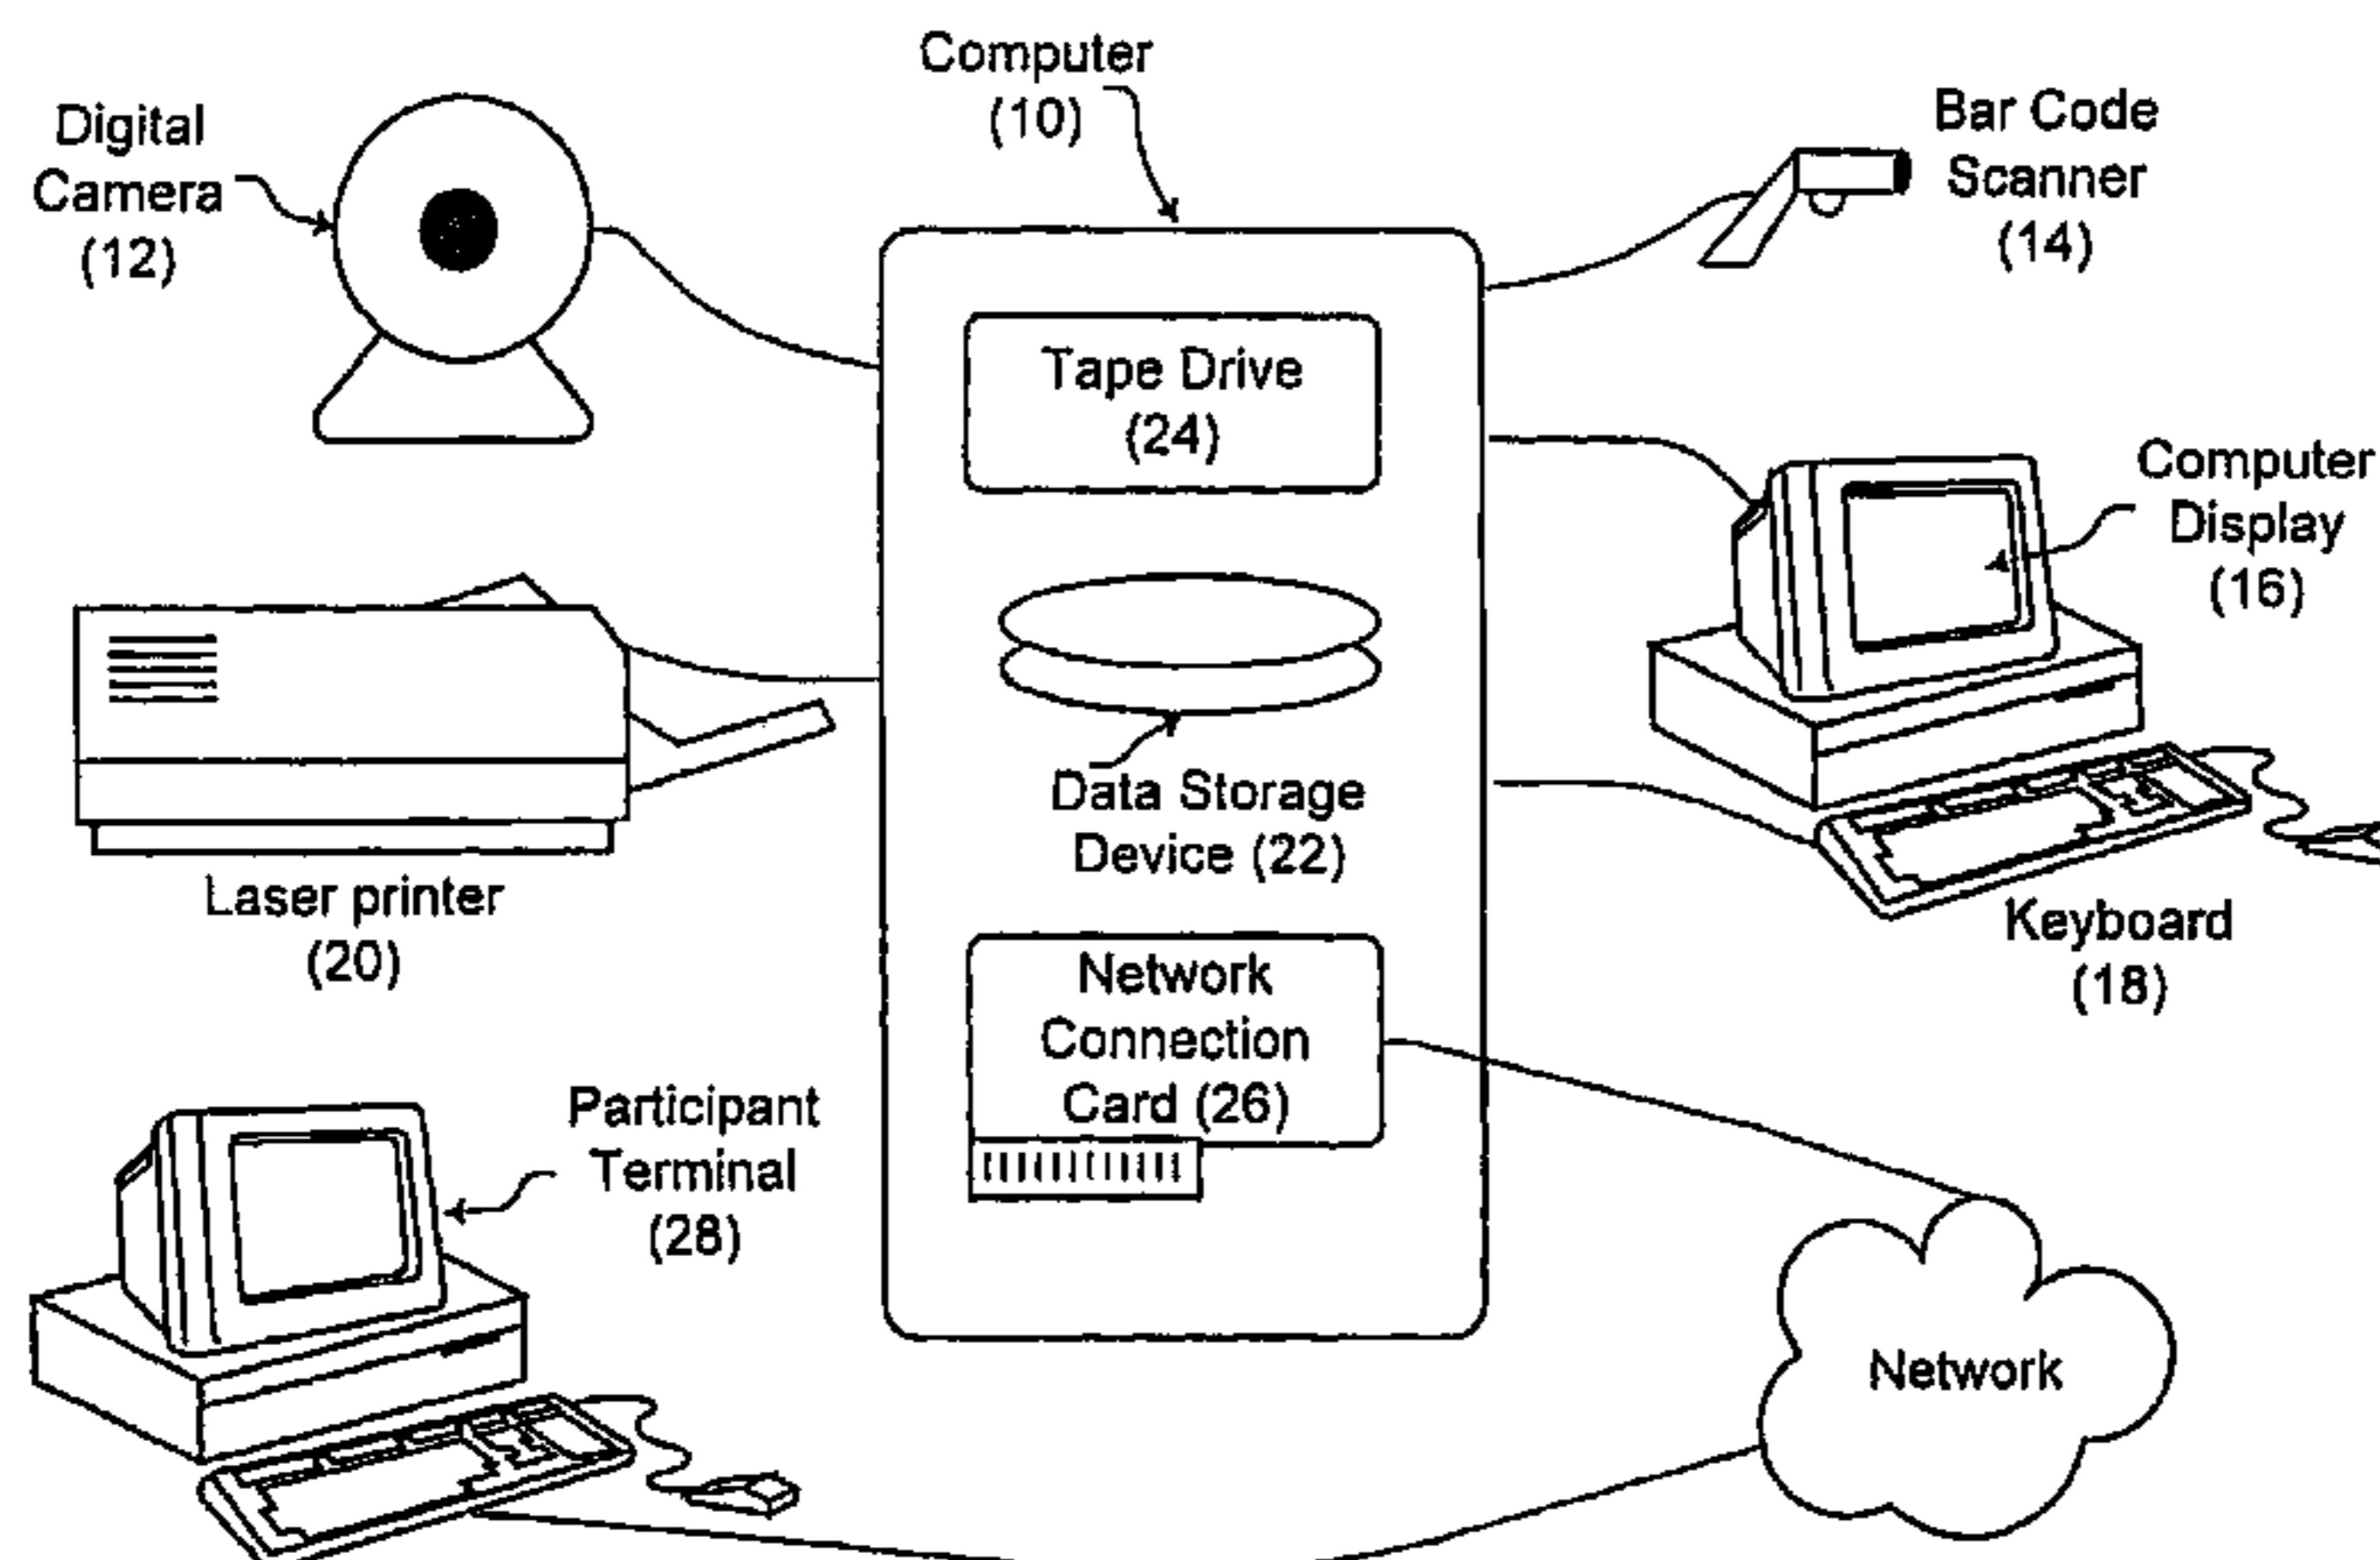 Computer
(10)
Digital
Camera
(12)
Bar Code
Scanner
(14)
Tape Drive
(24)
Computer
Display
(16)
Data Storage
Device (22)
Laser printer
(20)
Keyboard
(18)
Network
Connection
Card (26)
Participant
Terminal
(28)
Network